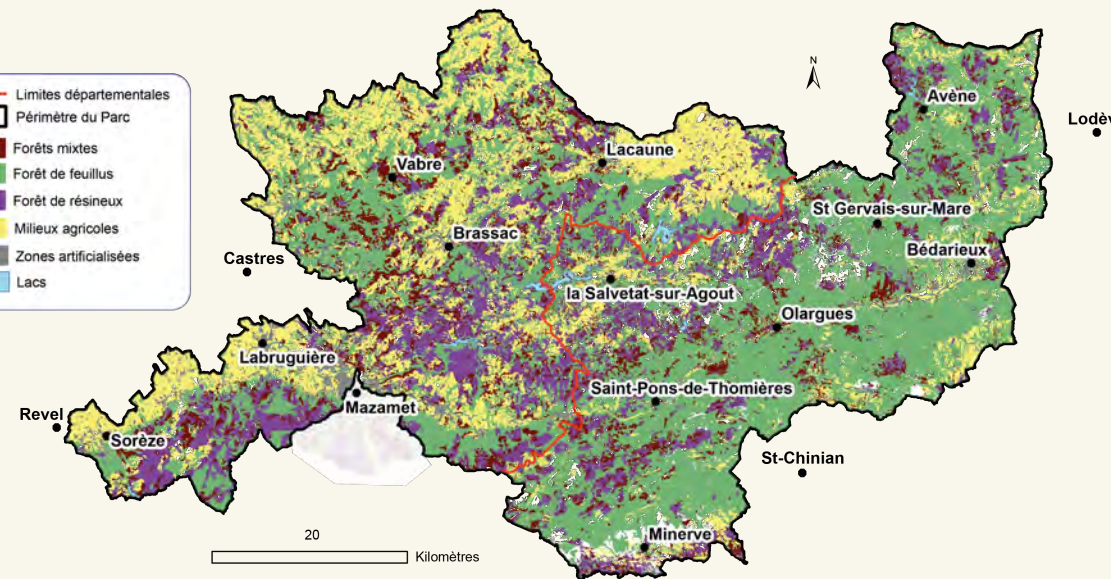 Limites départementales
Périmètre du Parc
Forêts mixtes
Forêt de feuillus
Forêt de résineux
Milieux agricoles
Zones artificialisées
Lacs
N
Avène
Lodèv
Lacaune
Vabre
St Gervais-sur-Mare
Brassac
Bédarieux
Castres
la Salvetat-sur-Agout
Olargues
Labruguière
Saint-Pons-de-Thomières
Mazamet
Revel
Sorèze
St-Chinian
20
Kilomètres
Minerve